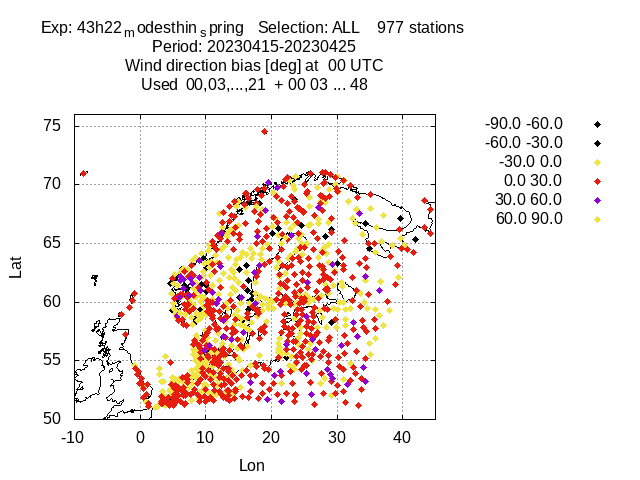 Exp: 43h22modesthinspring   Selection: ALL    977 stations
Period: 20230415-20230425
Wind direction bias [deg] at  00 UTC
Used  00,03,...,21  + 00 03 ... 48
-90.0 -60.0
-60.0 -30.0
-30.0 0.0
0.0 30.0
30.0 60.0
60.0 90.0
75
70
65
60
55
50
Lat
-10 0 10 20 30 40
Lon